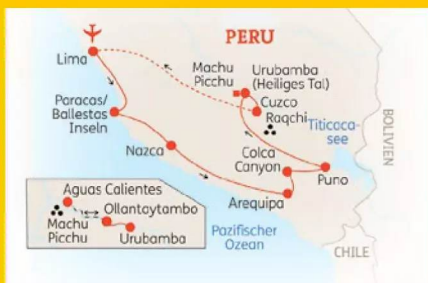 PERU
Lima
Machu
Picchu
Urubamba
(Heiliges Tal)
Cuzco
Raqchi
Paracas/
Ballestas
Inseln
Titicaca-
see
BOLIVIEN
Nazca
Colca
Canyon
Puno
Arequipa
Aguas Calientes
Ollantaytambo
Machu
Picchu
Urubamba
Pazifischer
Ozean
CHILE